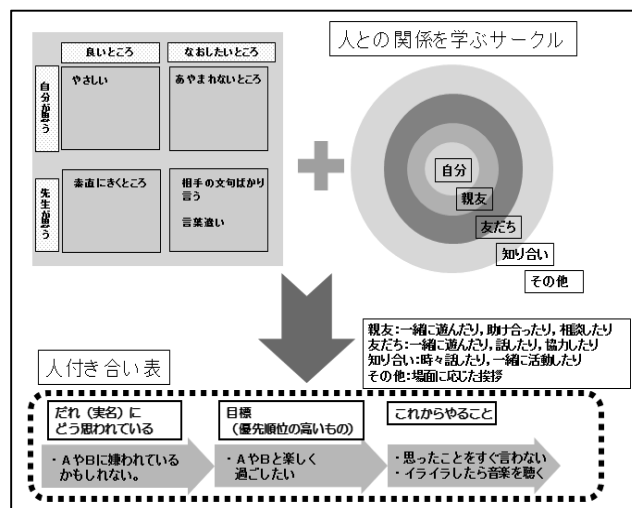 人との関係を学ぶサークル
良いところ
なおしたいところ
自分が思う
やさしい
あやまれないところ
先生が思う
素直にきくところ
相手の文句ばかり
言う
言葉遣い
自分
親友
友だち
知り合い
その他
親友:一緒に遊んだり,助け合ったり,相談したり
友だち:一緒に遊んだり,話したり,協力したり
知り合い:時々話したり,一緒に活動したり
その他:場面に応じた挨拶
人付き合い表
だれ(実名)に
どう思われている
目標
(優先順位の高いもの)
これからやること
・AやBに嫌われている
かもしれない。
・AやBと楽しく
過ごしたい
・思ったことをすぐ言わない
・イライラしたら音楽を聴く